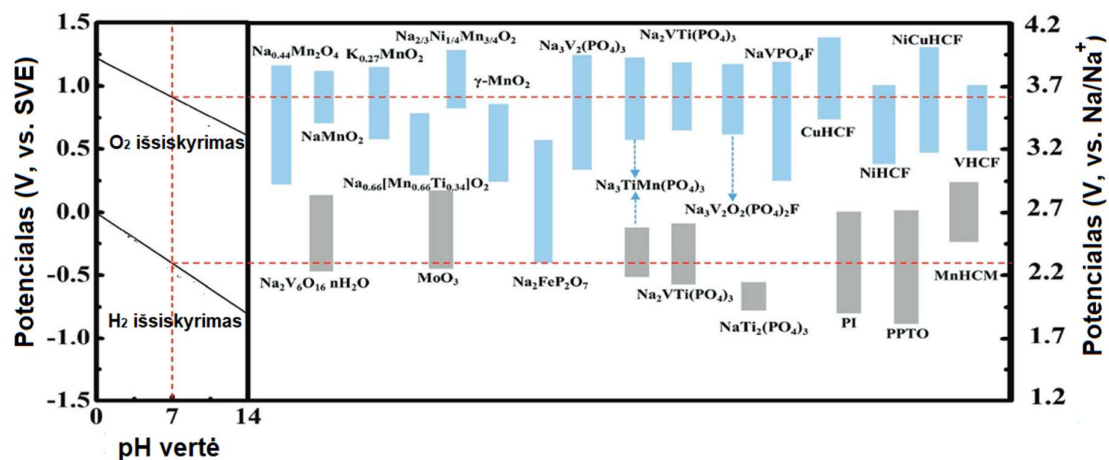 Potencialas (V, vs. SVE)
1.5
1.0
0.5
0.0
-0.5
-1.0
-1.5
O₂ išsiskyrimas
H₂ išsiskyrimas
0
7
14
pH vertė
Na₀.₄₄Mn₂O₄
K₀.₂₇MnO₂
Na₂/₃Ni₁/₄Mn₃/₄O₂
Na₃V₂(PO₄)₃
Na₂VTi(PO₄)₃
NaVPO₄F
NiCuHCF
γ-MnO₂
NaMnO₂
CuHCF
NiHCF
VHCF
Na₀.₆₆[Mn₀.₆₆Ti₀.₃₄]O₂
Na₃TiMn(PO₄)₃
Na₃V₂O₂(PO₄)₂F
Na₂V₆O₁₆ nH₂O
MoO₃
Na₂FeP₂O₇
Na₂VTi(PO₄)₃
MnHCM
NaTi₂(PO₄)₃
PI
PPTO
4.2
3.7
3.2
2.7
2.2
1.7
1.2
Potencialas (V, vs. Na/Na⁺)